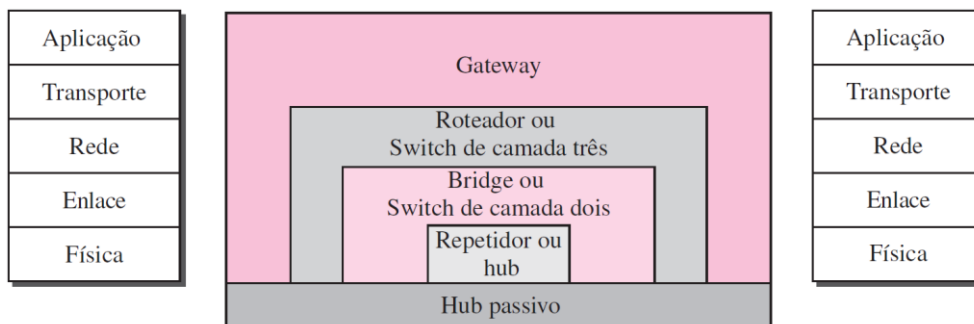 Aplicação
Transporte
Rede
Enlace
Física
Gateway
Roteador ou
Switch de camada três
Bridge ou
Switch de camada dois
Repetidor ou
hub
Hub passivo
Aplicação
Transporte
Rede
Enlace
Física